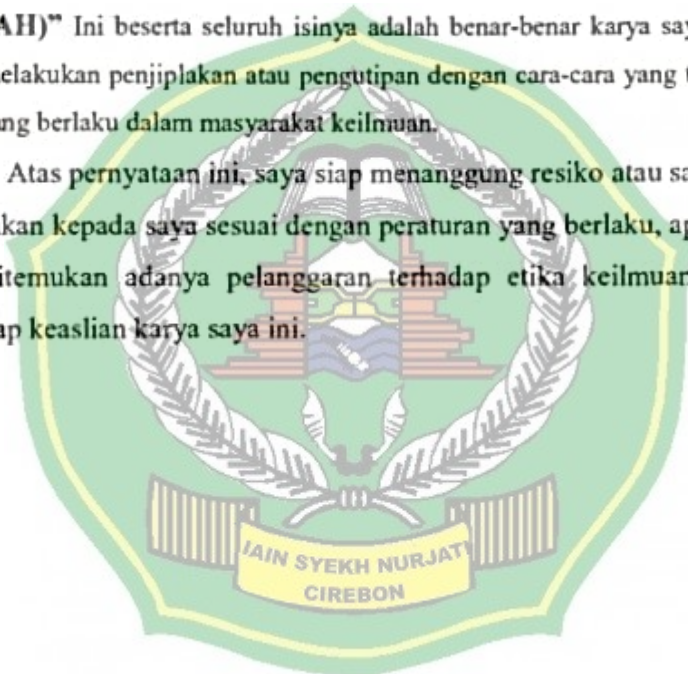 AH)” Ini beserta seluruh isinya adalah benar-benar karya say
elakukan penjiplakan atau pengutipan dengan cara-cara yang
ng berlaku dalam masyarakat keilmuan.
Atas pernyataan ini, saya siap menanggung resiko atau sa
kan kepada saya sesuai dengan peraturan yang berlaku, ap
itemukan adanya pelanggaran terhadap etika keilmuan
ap keaslian karya saya ini.
IAIN SYEKH NURJATI
CIREBON